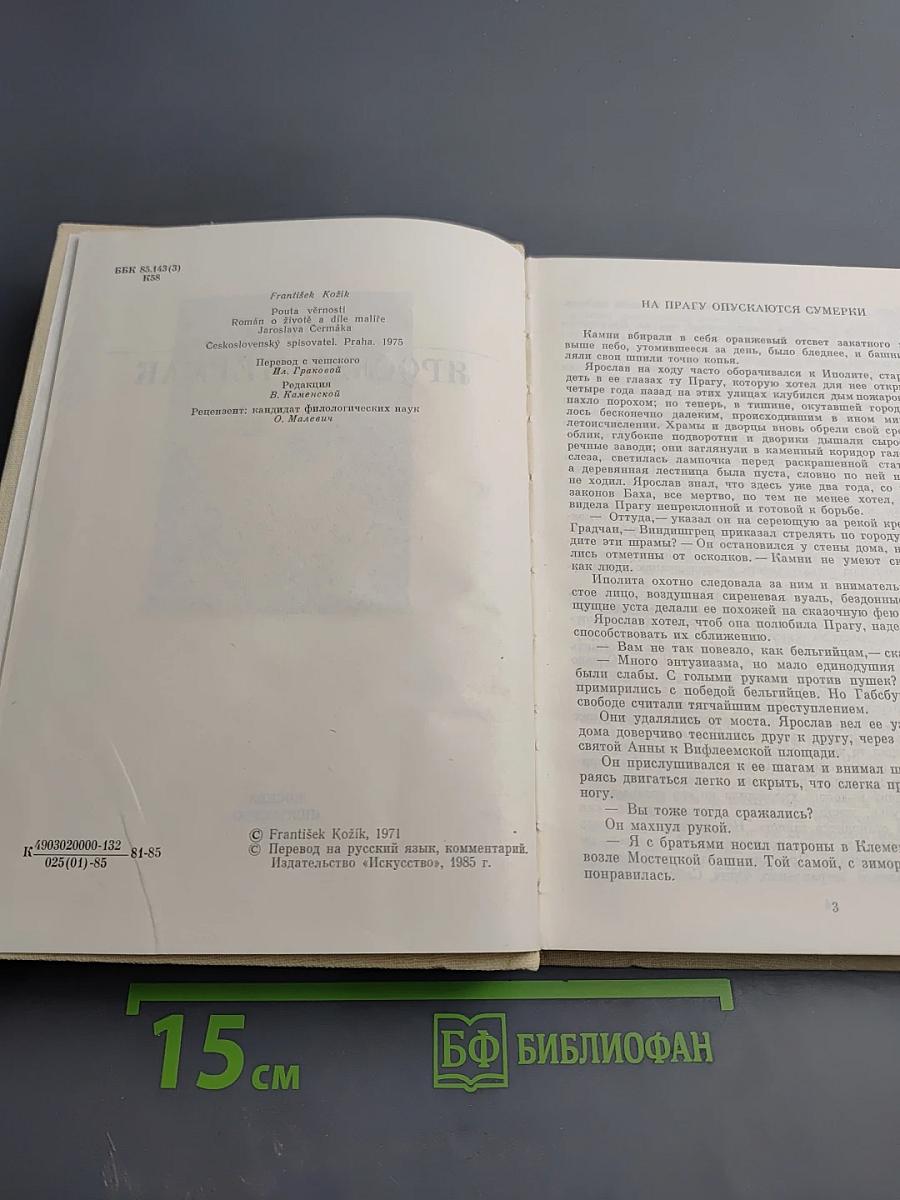 ББК 85.143(3)
К58
František Kožík
Pouta věrnosti
Román o životě a díle malíře
Jaroslava Čermáka
Československý spisovatel. Praha. 1975
Перевод с чешского
Ил. Граковой
Редакция
В. Каменской
Рецензент: кандидат филологических наук
О. Малевич
К 4903020000-132 81-85
025(01)-85
© František Kožík, 1971
© Перевод на русский язык, комментарий.
Издательство «Искусство», 1985 г.
НА ПРАГУ ОПУСКАЮТСЯ СУМЕРКИ
Камни вбирали в себя оранжевый отсвет закатного
выше небо, утомившееся за день, было бледнее, и башн
ляли свои шпили точно копья.
Ярослав на ходу часто оборачивался к Иполите, стар
деть в ее глазах ту Прагу, которую хотел для нее откр
четыре года назад на этих улицах клубился дым пожаров
пахло порохом; но теперь, в тишине, окутавшей город
лось бесконечно далеким, происходившим в ином ми
летоисчислении. Храмы и дворцы вновь обрели свой сре
облик, глубокие подворотни и дворики дышали сыро
речные заводи; они заглянули в каменный коридор гал
слеза, светилась лампочка перед раскрашенной стат
а деревянная лестница была пуста, словно по ней н
не ходил. Ярослав знал, что здесь уже два года, со
законов Баха, все мертво, но тем не менее хотел,
видела Прагу непреклонной и готовой к борьбе.
— Оттуда,— указал он на сереющую за рекой кре
Градчан,— Виндишгрец приказал стрелять по городу
дите эти шрамы? — Он остановился у стены дома, н
лись отметины от осколков.— Камни не умеют св
как люди.
Иполита охотно следовала за ним и внимательн
стое лицо, воздушная сиреневая вуаль, бездонные
щущие уста делали ее похожей на сказочную фею
Ярослав хотел, чтоб она полюбила Прагу, наде
способствовать их сближению.
— Вам не так повезло, как бельгийцам,— ска
— Много энтузиазма, но мало единодушия
были слабы. С голыми руками против пушек?
примирились с победой бельгийцев. Но Габсбу
свободе считали тягчайшим преступлением.
Они удалялись от моста. Ярослав вел ее уз
дома доверчиво теснились друг к другу, через
святой Анны к Вифлеемской площади.
Он прислушивался к ее шагам и внимал ш
раясь двигаться легко и скрыть, что слегка пр
ногу.
— Вы тоже тогда сражались?
Он махнул рукой.
— Я с братьями носил патроны в Клеме
возле Мостецкой башни. Той самой, с зимор
понравилась.
3
15 см
БФ БИБЛИОФАН